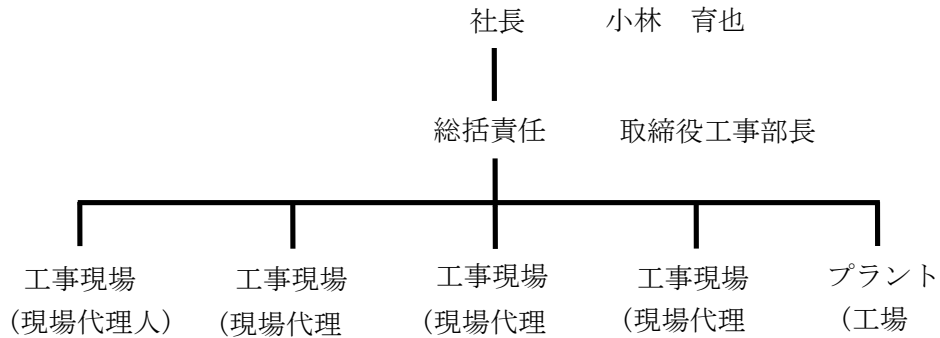 社長　小林　育也
総括責任　取締役工事部長
工事現場　工事現場　工事現場　工事現場　プラント
(現場代理人)　(現場代理　(現場代理　(現場代理　(工場